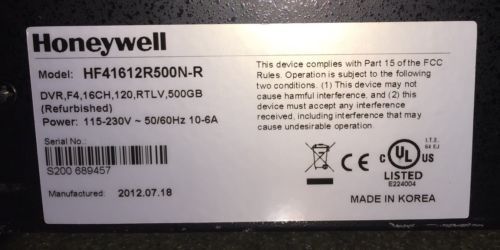 Honeywell
Model: HF41612R500N-R
DVR,F4,16CH,120,RTLV,500GB
(Refurbished)
Power: 115-230V ~ 50/60Hz 10-6A
Serial No.:
S200 689457
Manufactured: 2012.07.18
This device complies with Part 15 of the FCC
Rules. Operation is subject to the following
two conditions. (1) This device may not
cause harmful interference, and (2) this
device must accept any interference
received, including interference that may
cause undesirable operation.
CE
C UL US
LISTED
E224004
I.T.E.
64 EJ
MADE IN KOREA